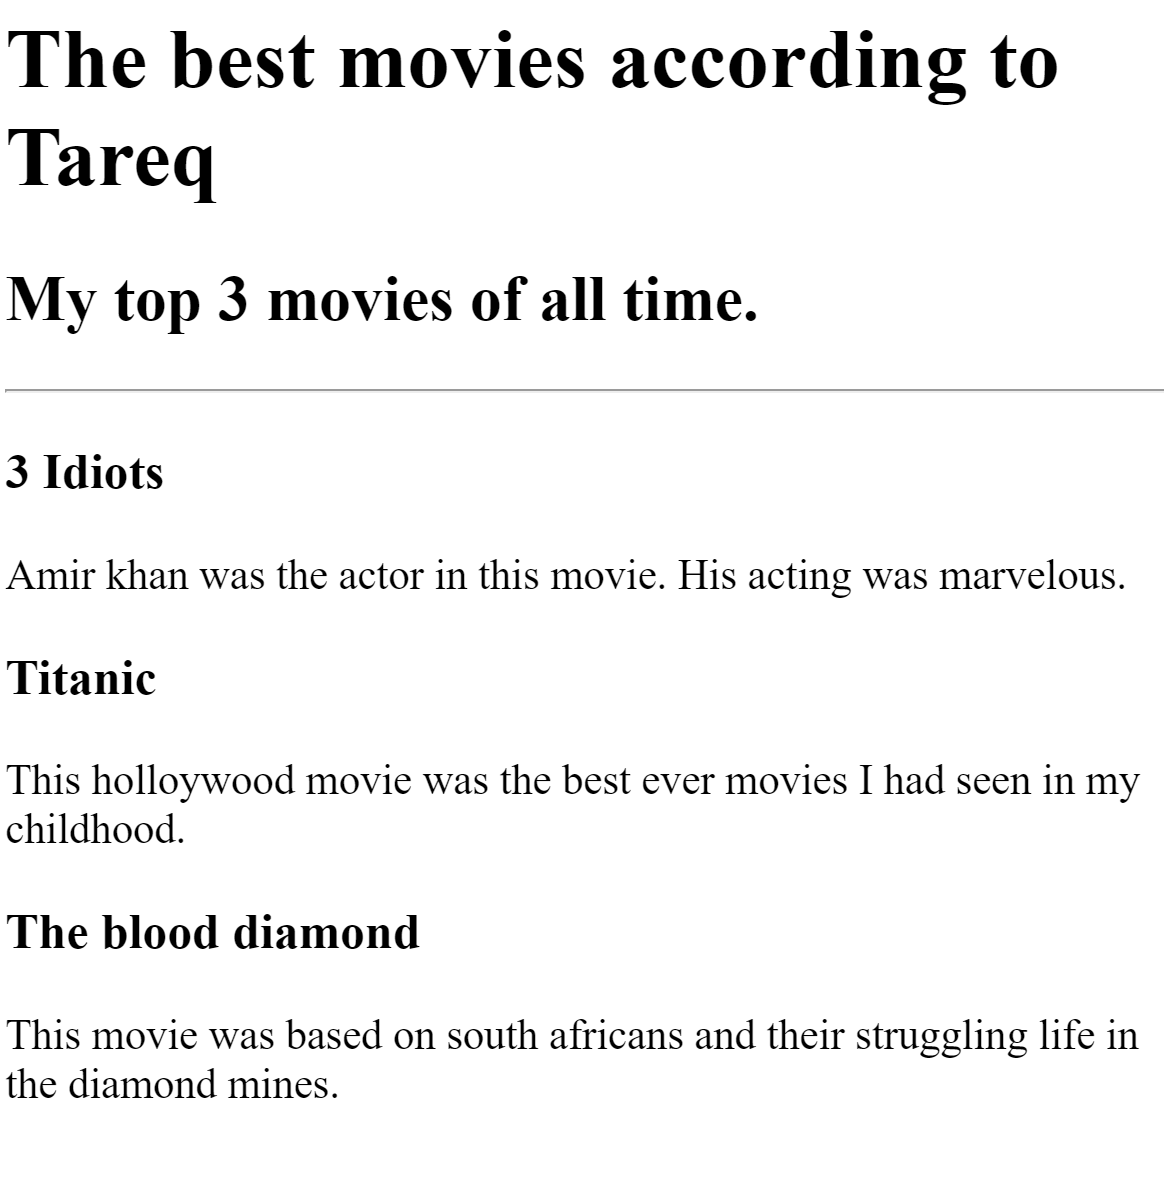 The best movies according to
Tareq
My top 3 movies of all time.
3 Idiots
Amir khan was the actor in this movie. His acting was marvelous.
Titanic
This holloywood movie was the best ever movies I had seen in my
childhood.
The blood diamond
This movie was based on south africans and their struggling life in
the diamond mines.